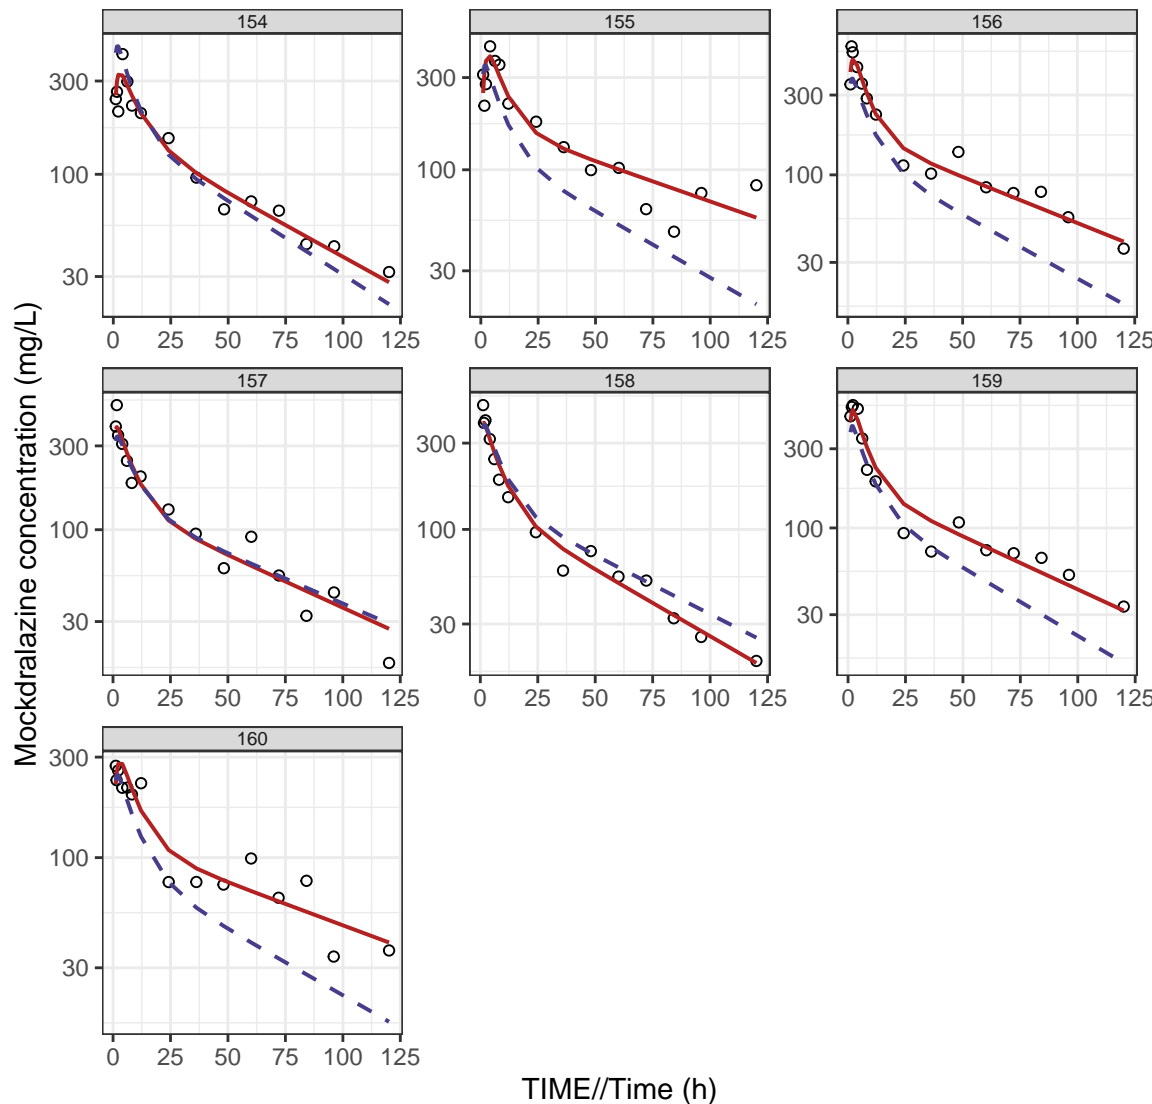 154 155 156
300 300 300
100 100 100
30 30 30
0 25 50 75 100 125 0 25 50 75 100 125 0 25 50 75 100 125
157 158 159
300 300 300
100 100 100
30 30 30
0 25 50 75 100 125 0 25 50 75 100 125 0 25 50 75 100 125
160
300
100
30
0 25 50 75 100 125
Mockdralazine concentration (mg/L)
TIME//Time (h)